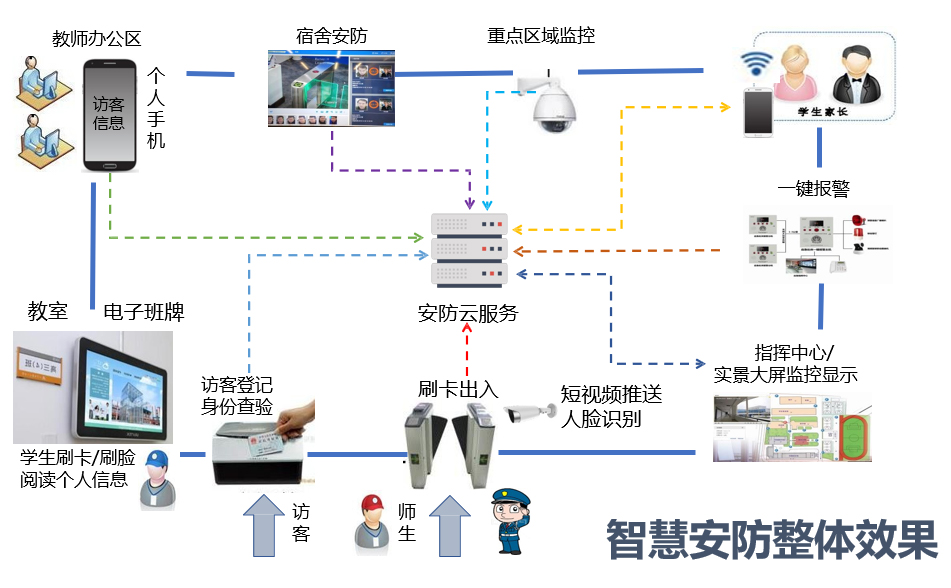 教师办公区
宿舍安防
重点区域监控
访客
信息
个人手机
学生家长
一键报警
安防云服务
教室
电子班牌
班(1)三高
访客登记
身份查验
刷卡出入
短视频推送
人脸识别
指挥中心/
实景大屏监控显示
学生刷卡/刷脸
阅读个人信息
访客
师生
智慧安防整体效果